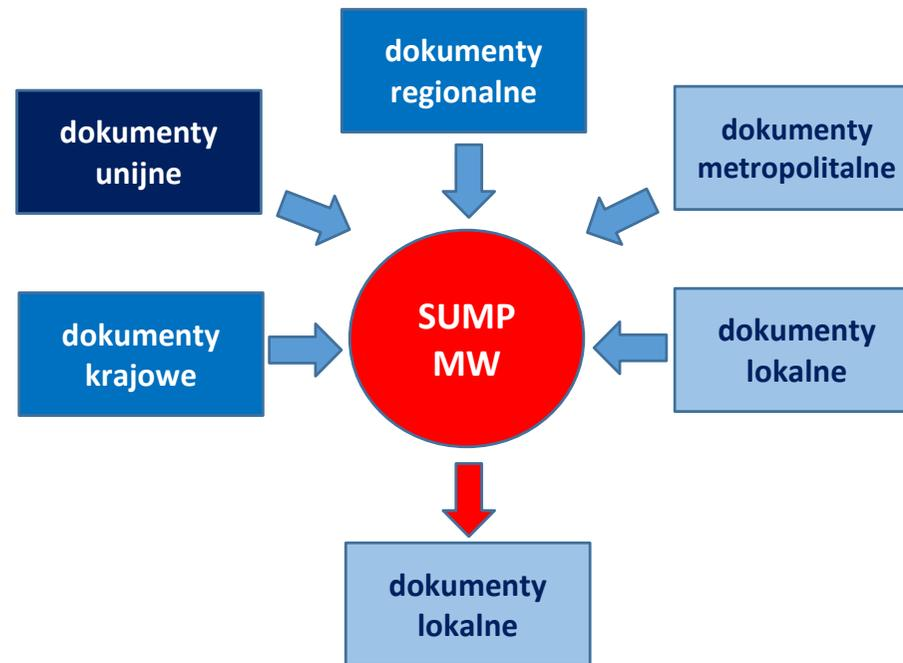 dokumenty
regionalne
dokumenty
unijne
dokumenty
metropolitalne
dokumenty
krajowe
SUMP
MW
dokumenty
lokalne
dokumenty
lokalne